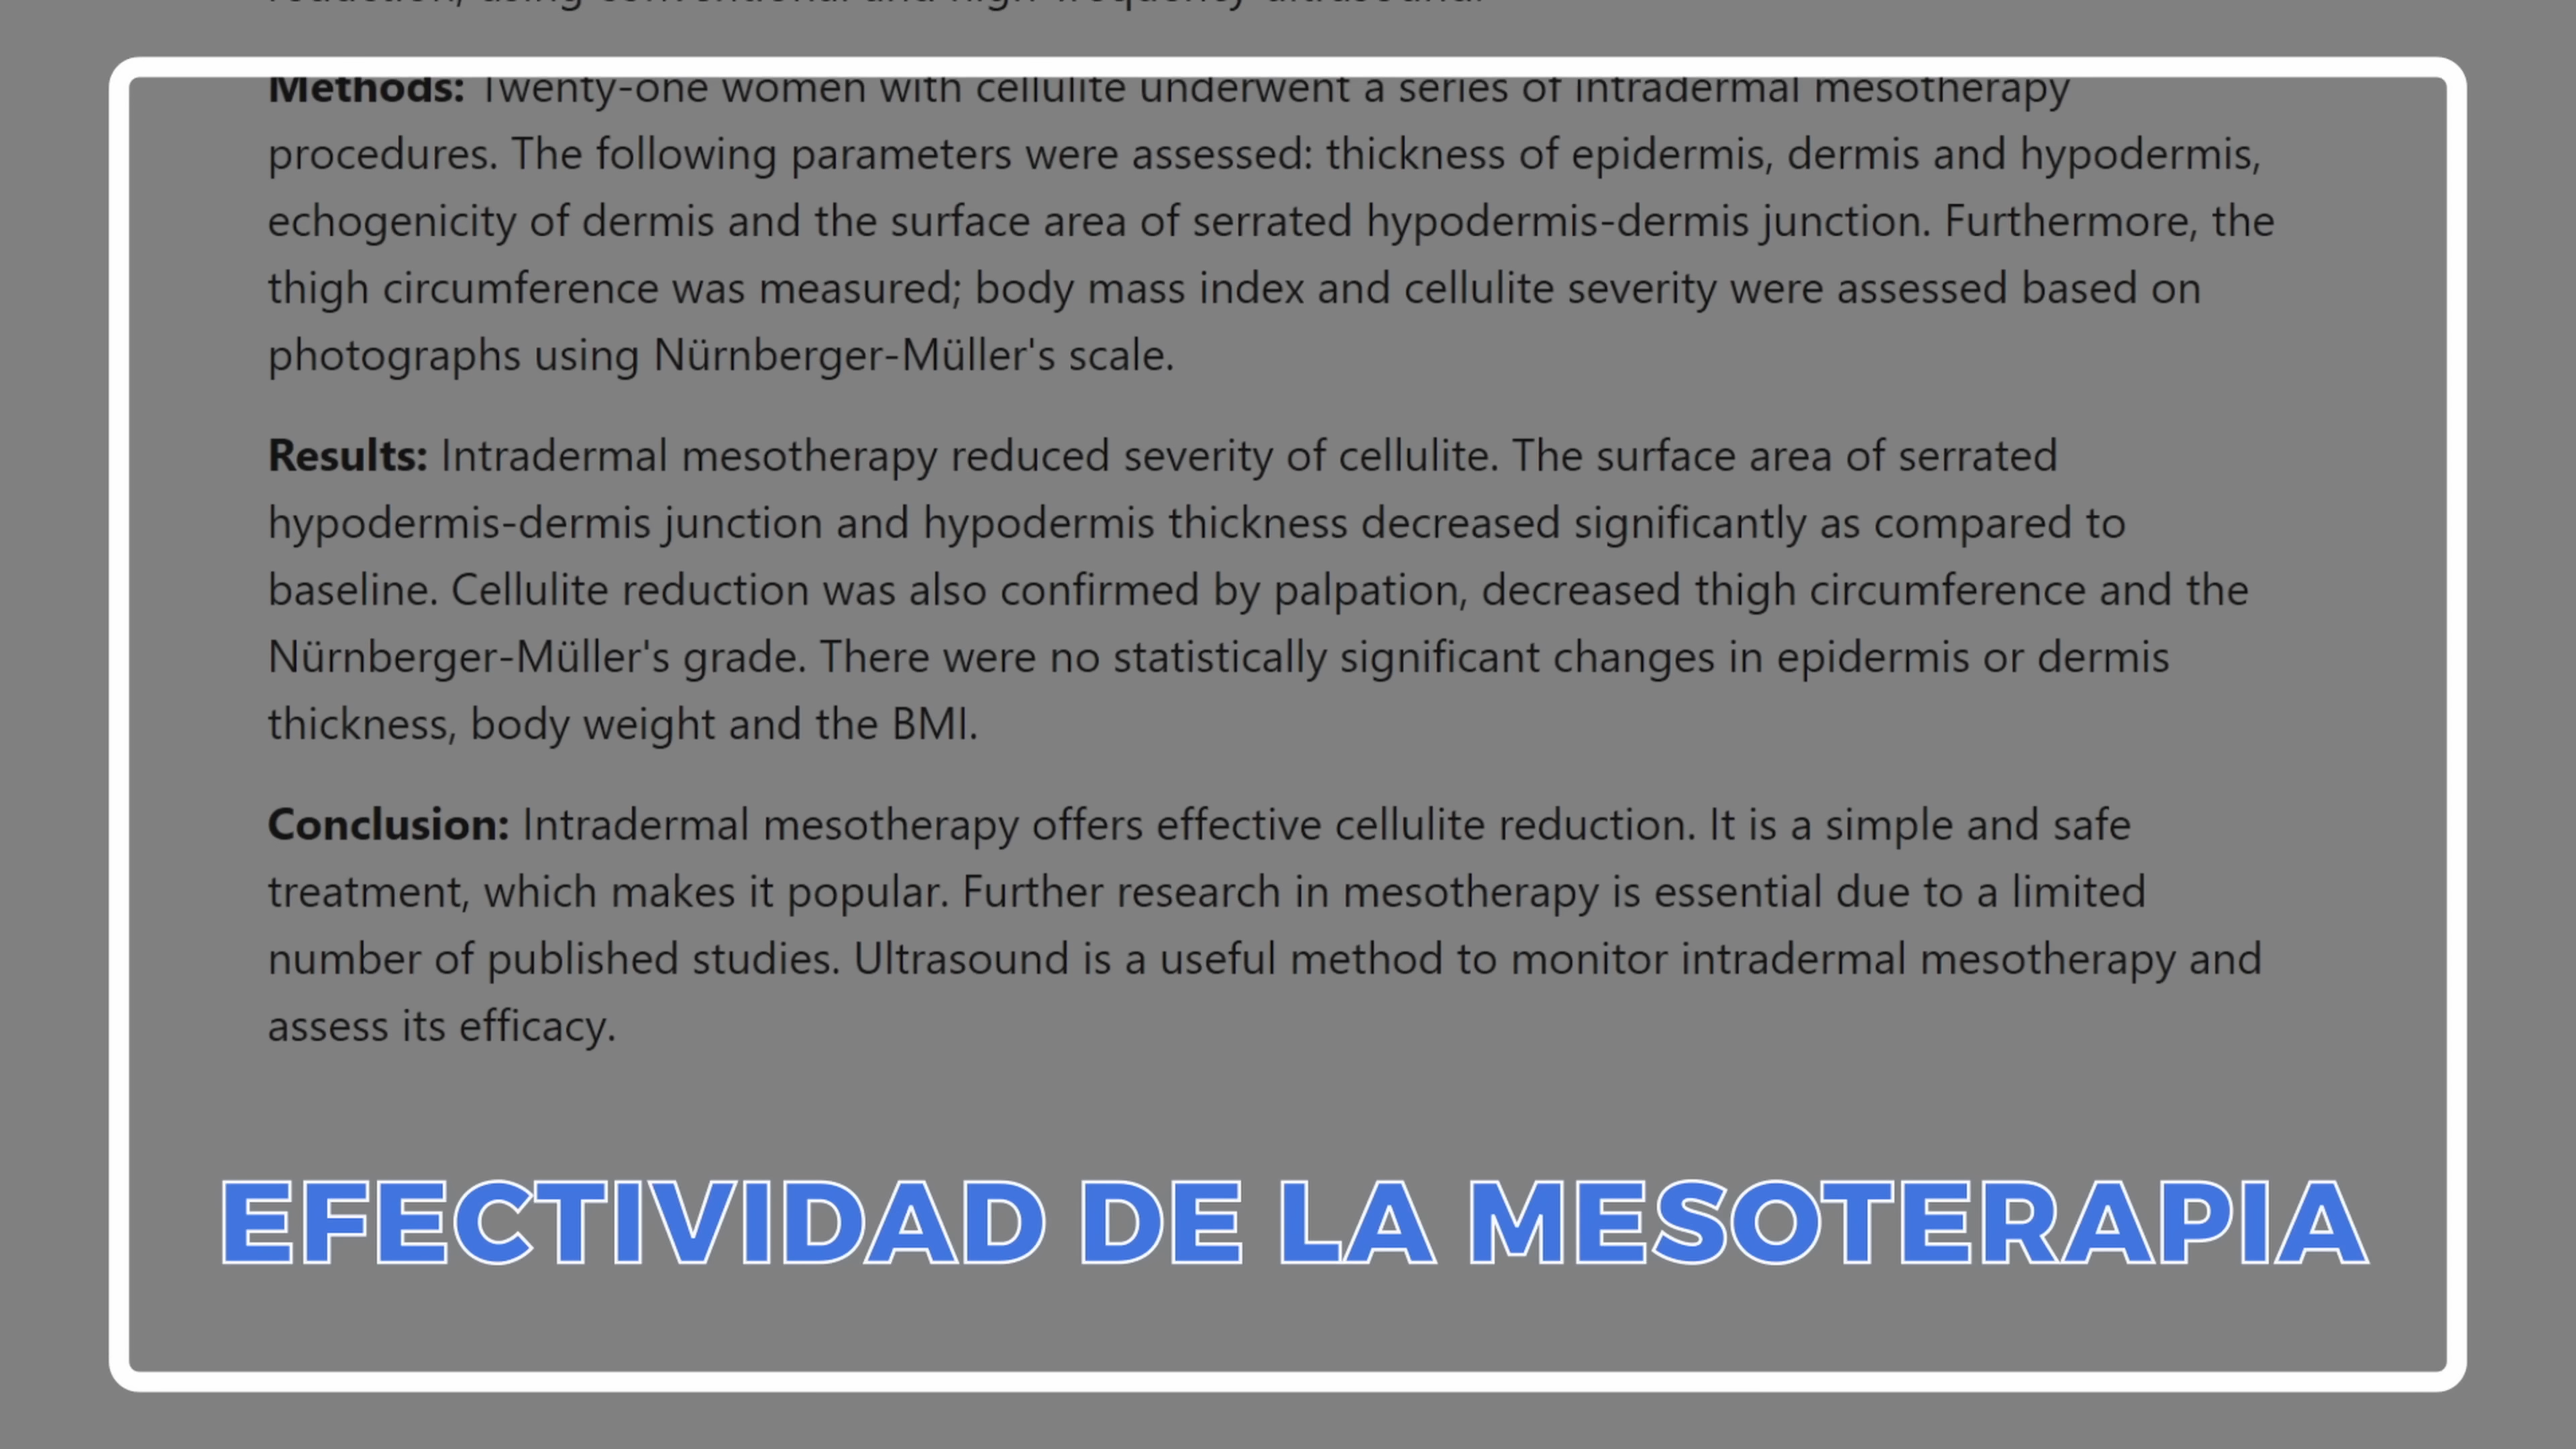 reduction, using conventional and high-frequency ultrasound.
Methods: Twenty-one women with cellulite underwent a series of intradermal mesotherapy
procedures. The following parameters were assessed: thickness of epidermis, dermis and hypodermis,
echogenicity of dermis and the surface area of serrated hypodermis-dermis junction. Furthermore, the
thigh circumference was measured; body mass index and cellulite severity were assessed based on
photographs using Nürnberger-Müller's scale.
Results: Intradermal mesotherapy reduced severity of cellulite. The surface area of serrated
hypodermis-dermis junction and hypodermis thickness decreased significantly as compared to
baseline. Cellulite reduction was also confirmed by palpation, decreased thigh circumference and the
Nürnberger-Müller's grade. There were no statistically significant changes in epidermis or dermis
thickness, body weight and the BMI.
Conclusion: Intradermal mesotherapy offers effective cellulite reduction. It is a simple and safe
treatment, which makes it popular. Further research in mesotherapy is essential due to a limited
number of published studies. Ultrasound is a useful method to monitor intradermal mesotherapy and
assess its efficacy.
EFECTIVIDAD DE LA MESOTERAPIA